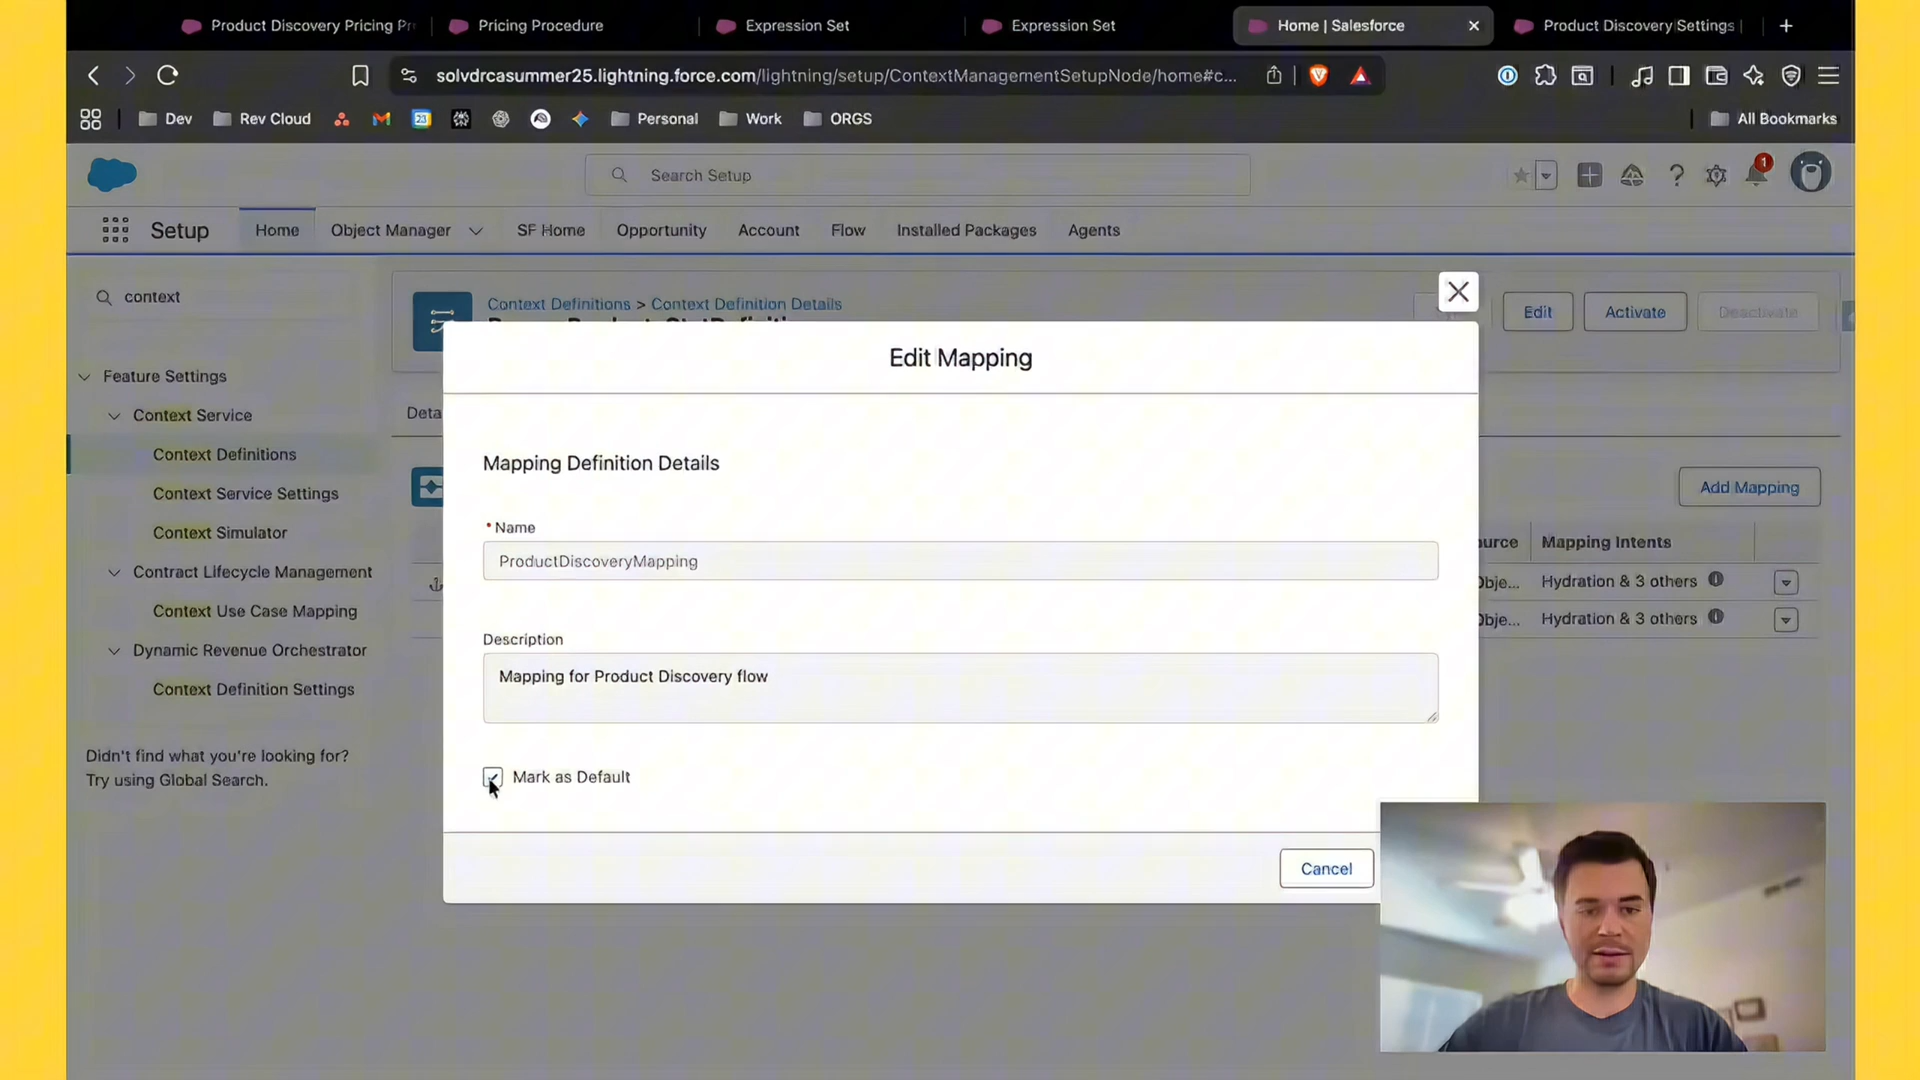 Product Discovery Pricing Pr
Pricing Procedure
Expression Set
Expression Set
Home | Salesforce
Product Discovery Settings
solvdrcasummer25.lightning.force.com/lightning/setup/ContextManagementSetupNode/home#c...
Dev
Rev Cloud
23
Personal
Work
ORGS
All Bookmarks
Search Setup
1
Setup
Home
Object Manager
SF Home
Opportunity
Account
Flow
Installed Packages
Agents
context
Feature Settings
Context Service
Context Definitions
Context Service Settings
Context Simulator
Contract Lifecycle Management
Context Use Case Mapping
Dynamic Revenue Orchestrator
Context Definition Settings
Didn't find what you're looking for?
Try using Global Search.
Context Definitions > Context Definition Details
Edit
Activate
Deactivate
Deta
Add Mapping
urce
Mapping Intents
Obje...
Hydration & 3 others
Obje...
Hydration & 3 others
Edit Mapping
Mapping Definition Details
* Name
ProductDiscoveryMapping
Description
Mapping for Product Discovery flow
Mark as Default
Cancel